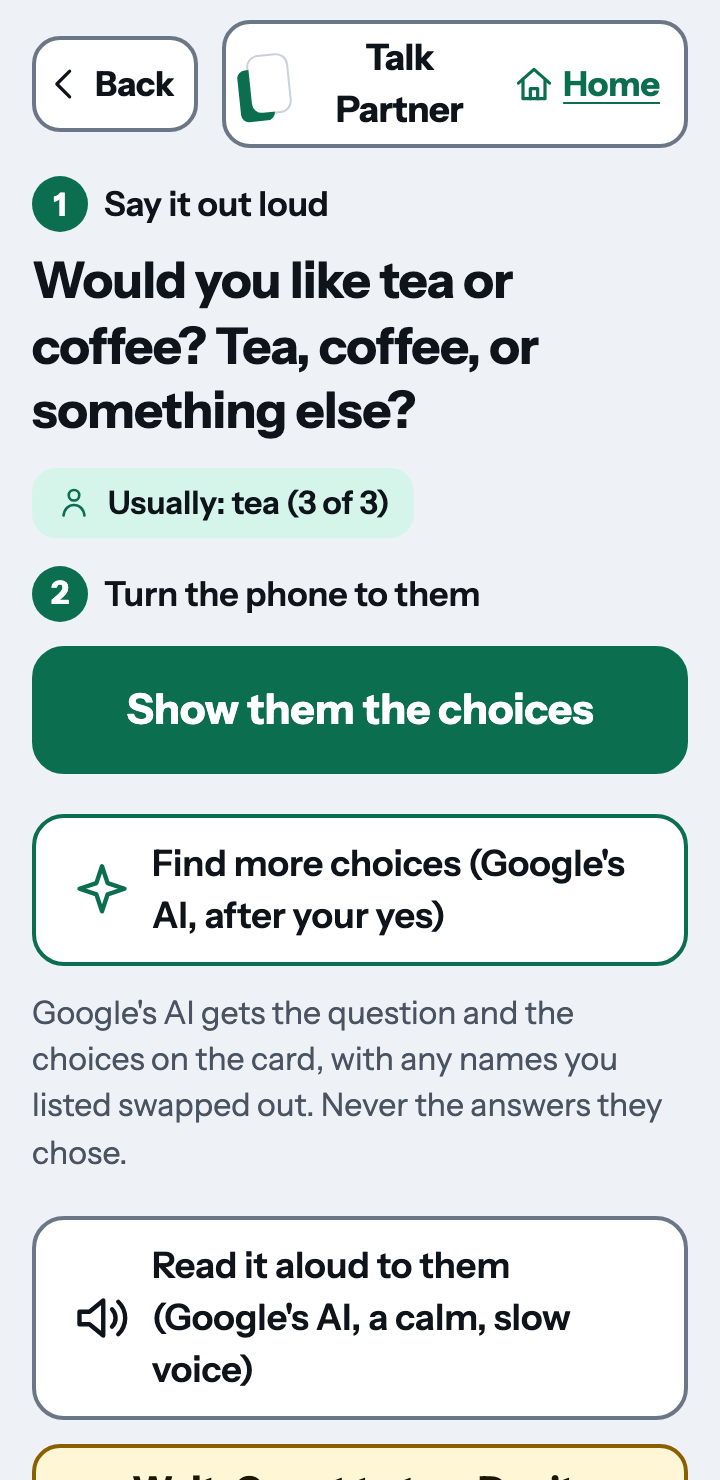 Back
Talk
Partner
Home
1 Say it out loud
Would you like tea or
coffee? Tea, coffee, or
something else?
Usually: tea (3 of 3)
2 Turn the phone to them
Show them the choices
Find more choices (Google's
AI, after your yes)
Google's AI gets the question and the
choices on the card, with any names you
listed swapped out. Never the answers they
chose.
Read it aloud to them
(Google's AI, a calm, slow
voice)